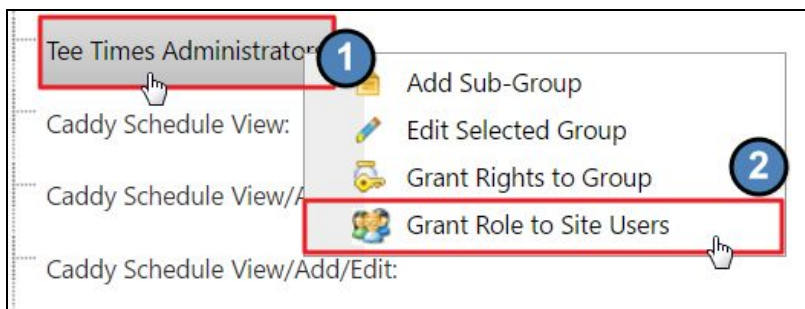 Tee Times Administrator
1
Add Sub-Group
Caddy Schedule View:
Edit Selected Group
Grant Rights to Group
2
Caddy Schedule View/A
Grant Role to Site Users
Caddy Schedule View/Add/Edit: